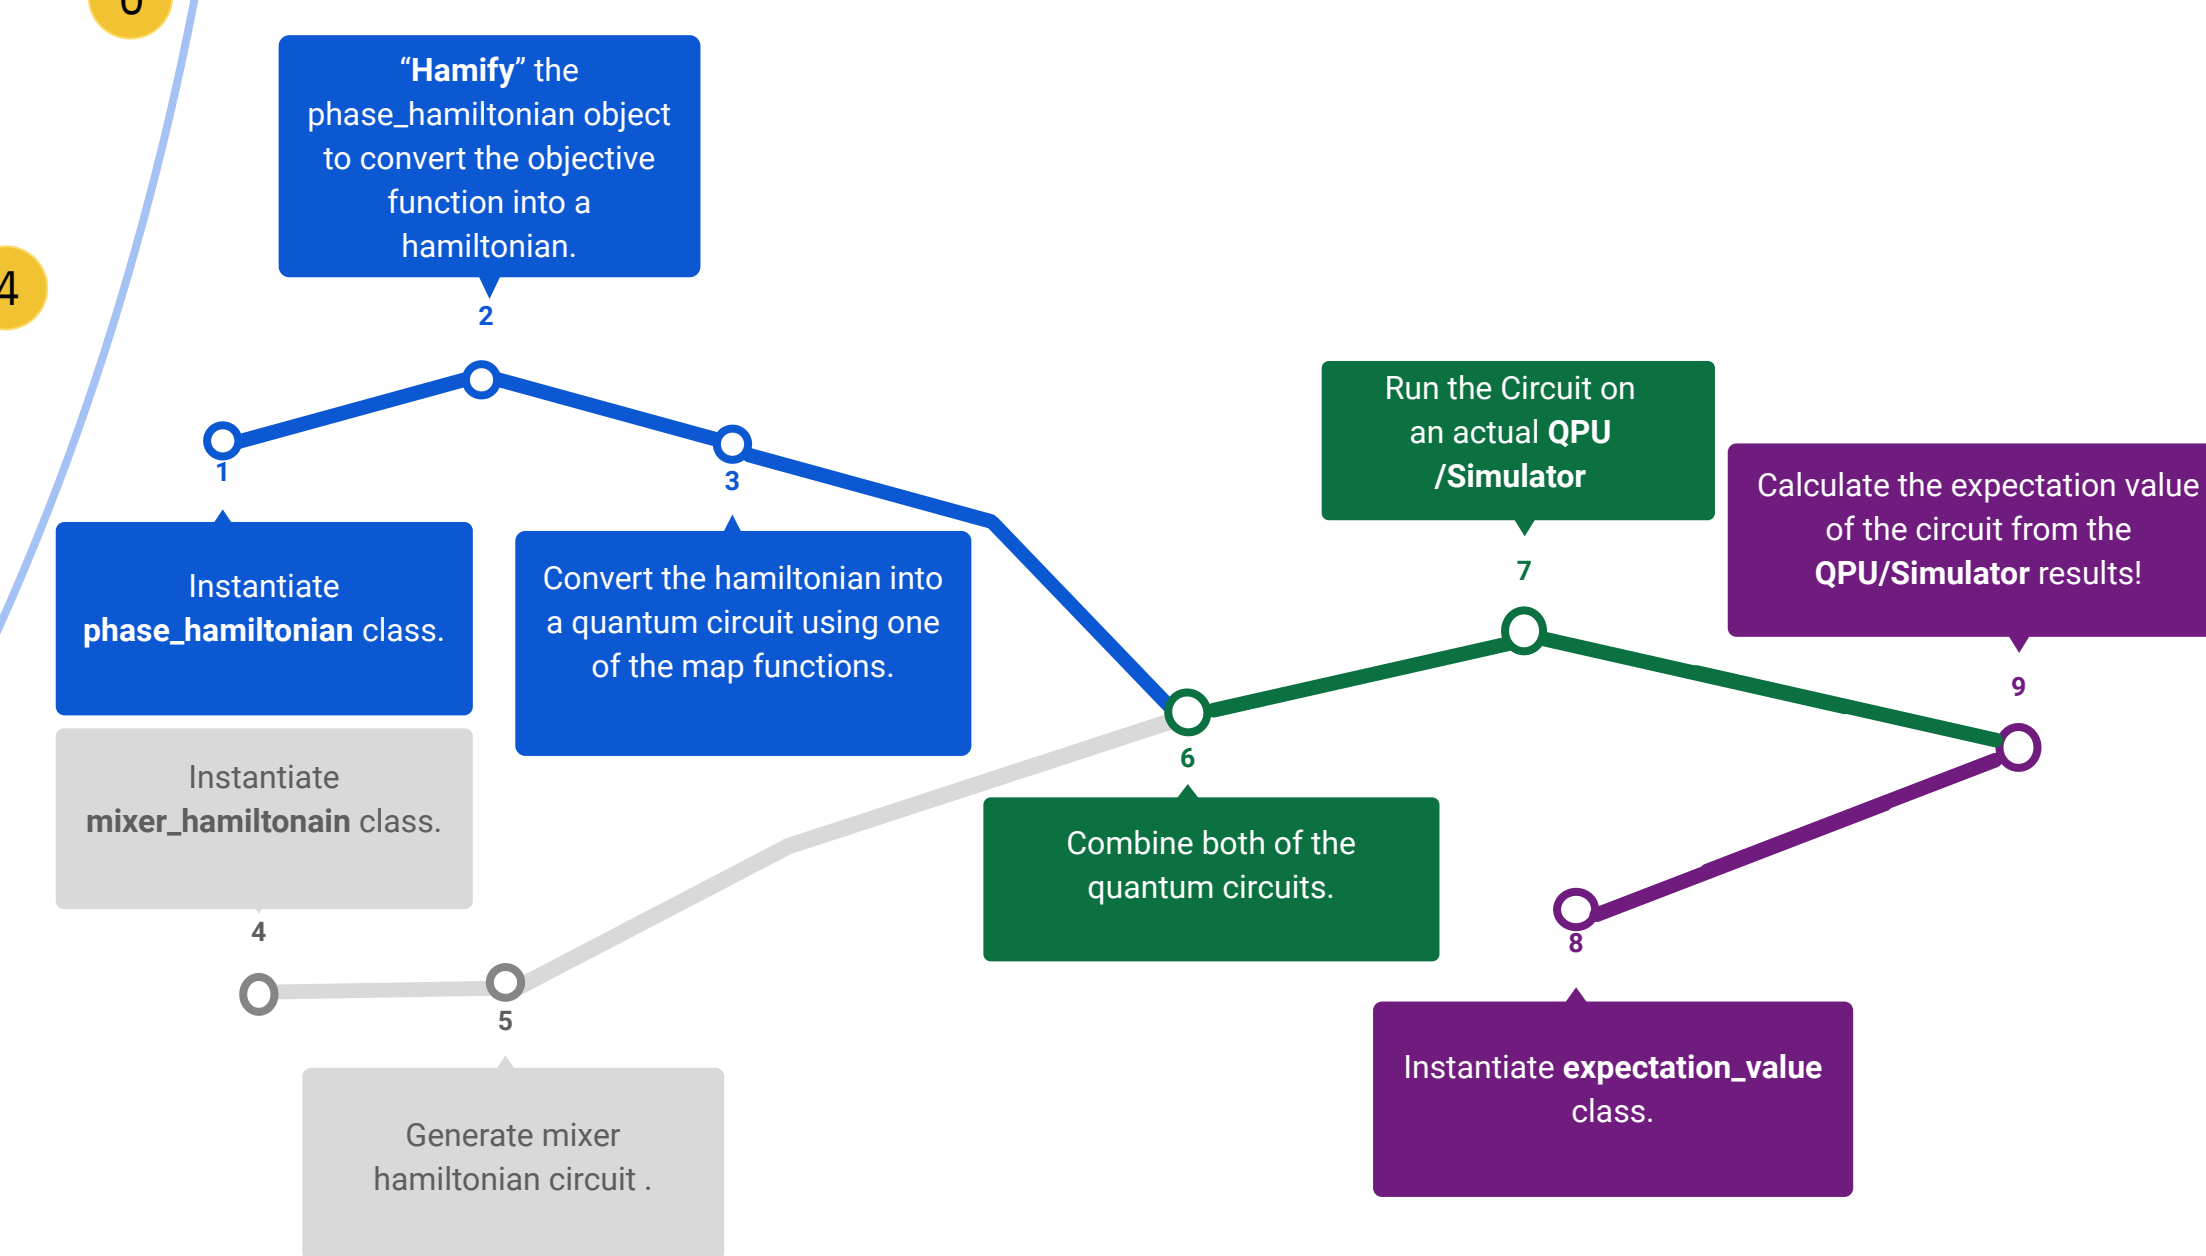 “Hamify” the
phase_hamiltonian object
to convert the objective
function into a
hamiltonian.
2
4
1
3
Instantiate
phase_hamiltonian class.
Convert the hamiltonian into
a quantum circuit using one
of the map functions.
Run the Circuit on
an actual QPU
/Simulator
7
Calculate the expectation value
of the circuit from the
QPU/Simulator results!
9
Instantiate
mixer_hamiltonain class.
4
5
Generate mixer
hamiltonian circuit .
6
Combine both of the
quantum circuits.
8
Instantiate expectation_value
class.